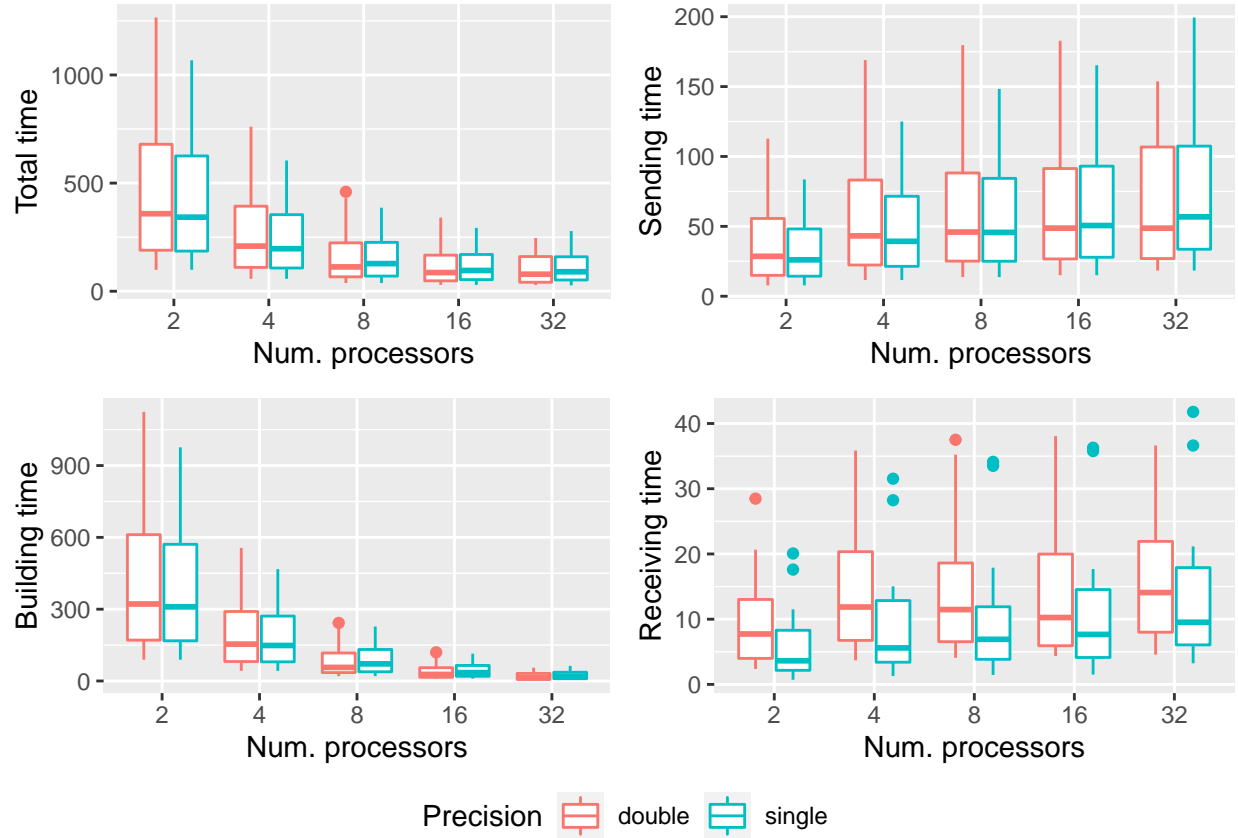 Total time
1000
500
0
2 4 8 16 32
Num. processors
Sending time
200
150
100
50
0
2 4 8 16 32
Num. processors
Building time
900
600
300
0
2 4 8 16 32
Num. processors
Receiving time
40
30
20
10
0
2 4 8 16 32
Num. processors
Precision double single